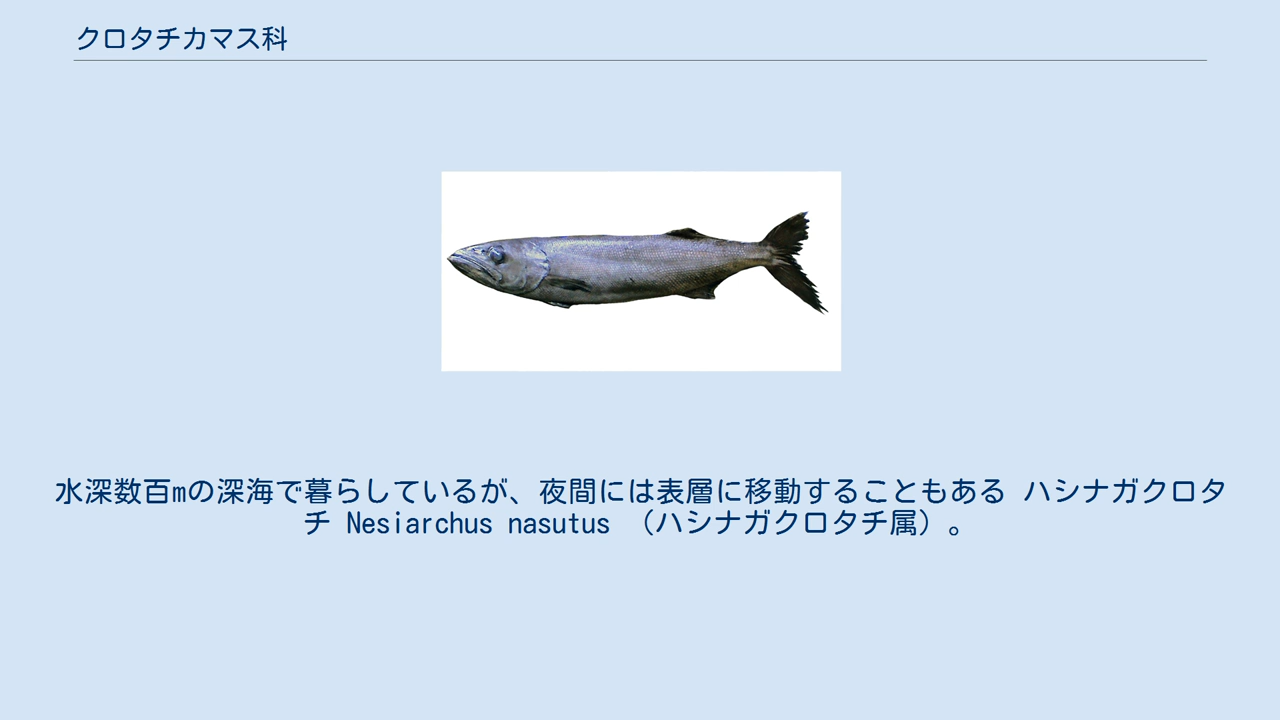 クロタチカマス科
水深数百mの深海で暮らしているが、夜間には表層に移動することもある ハシナガクロタ
チ Nesiarchus nasutus （ハシナガクロタチ属）。